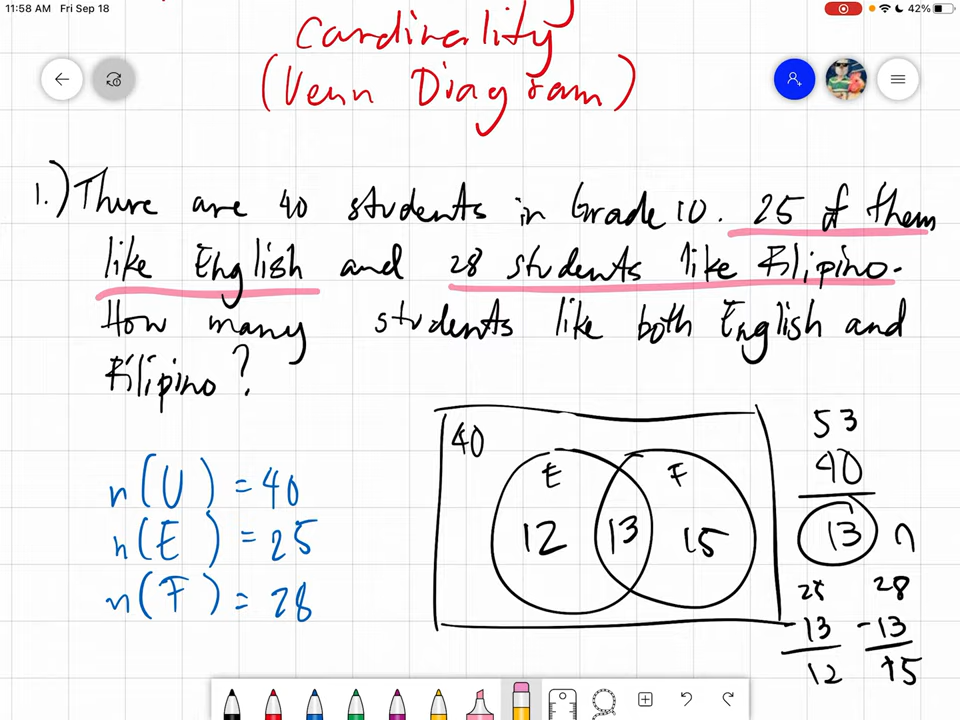 11:58 AM Fri Sep 18
42%
Cardinality
(Venn Diagram)
1.) There are 40 students in Grade 10. 25 of them
like English and 28 students like Filipino.
How many students like both English and
Filipino?
n(U) = 40
n(E) = 25
n(F) = 28
40
E F
12 13 15
53
40
13 ∩
25 28
-13 -13
12 15